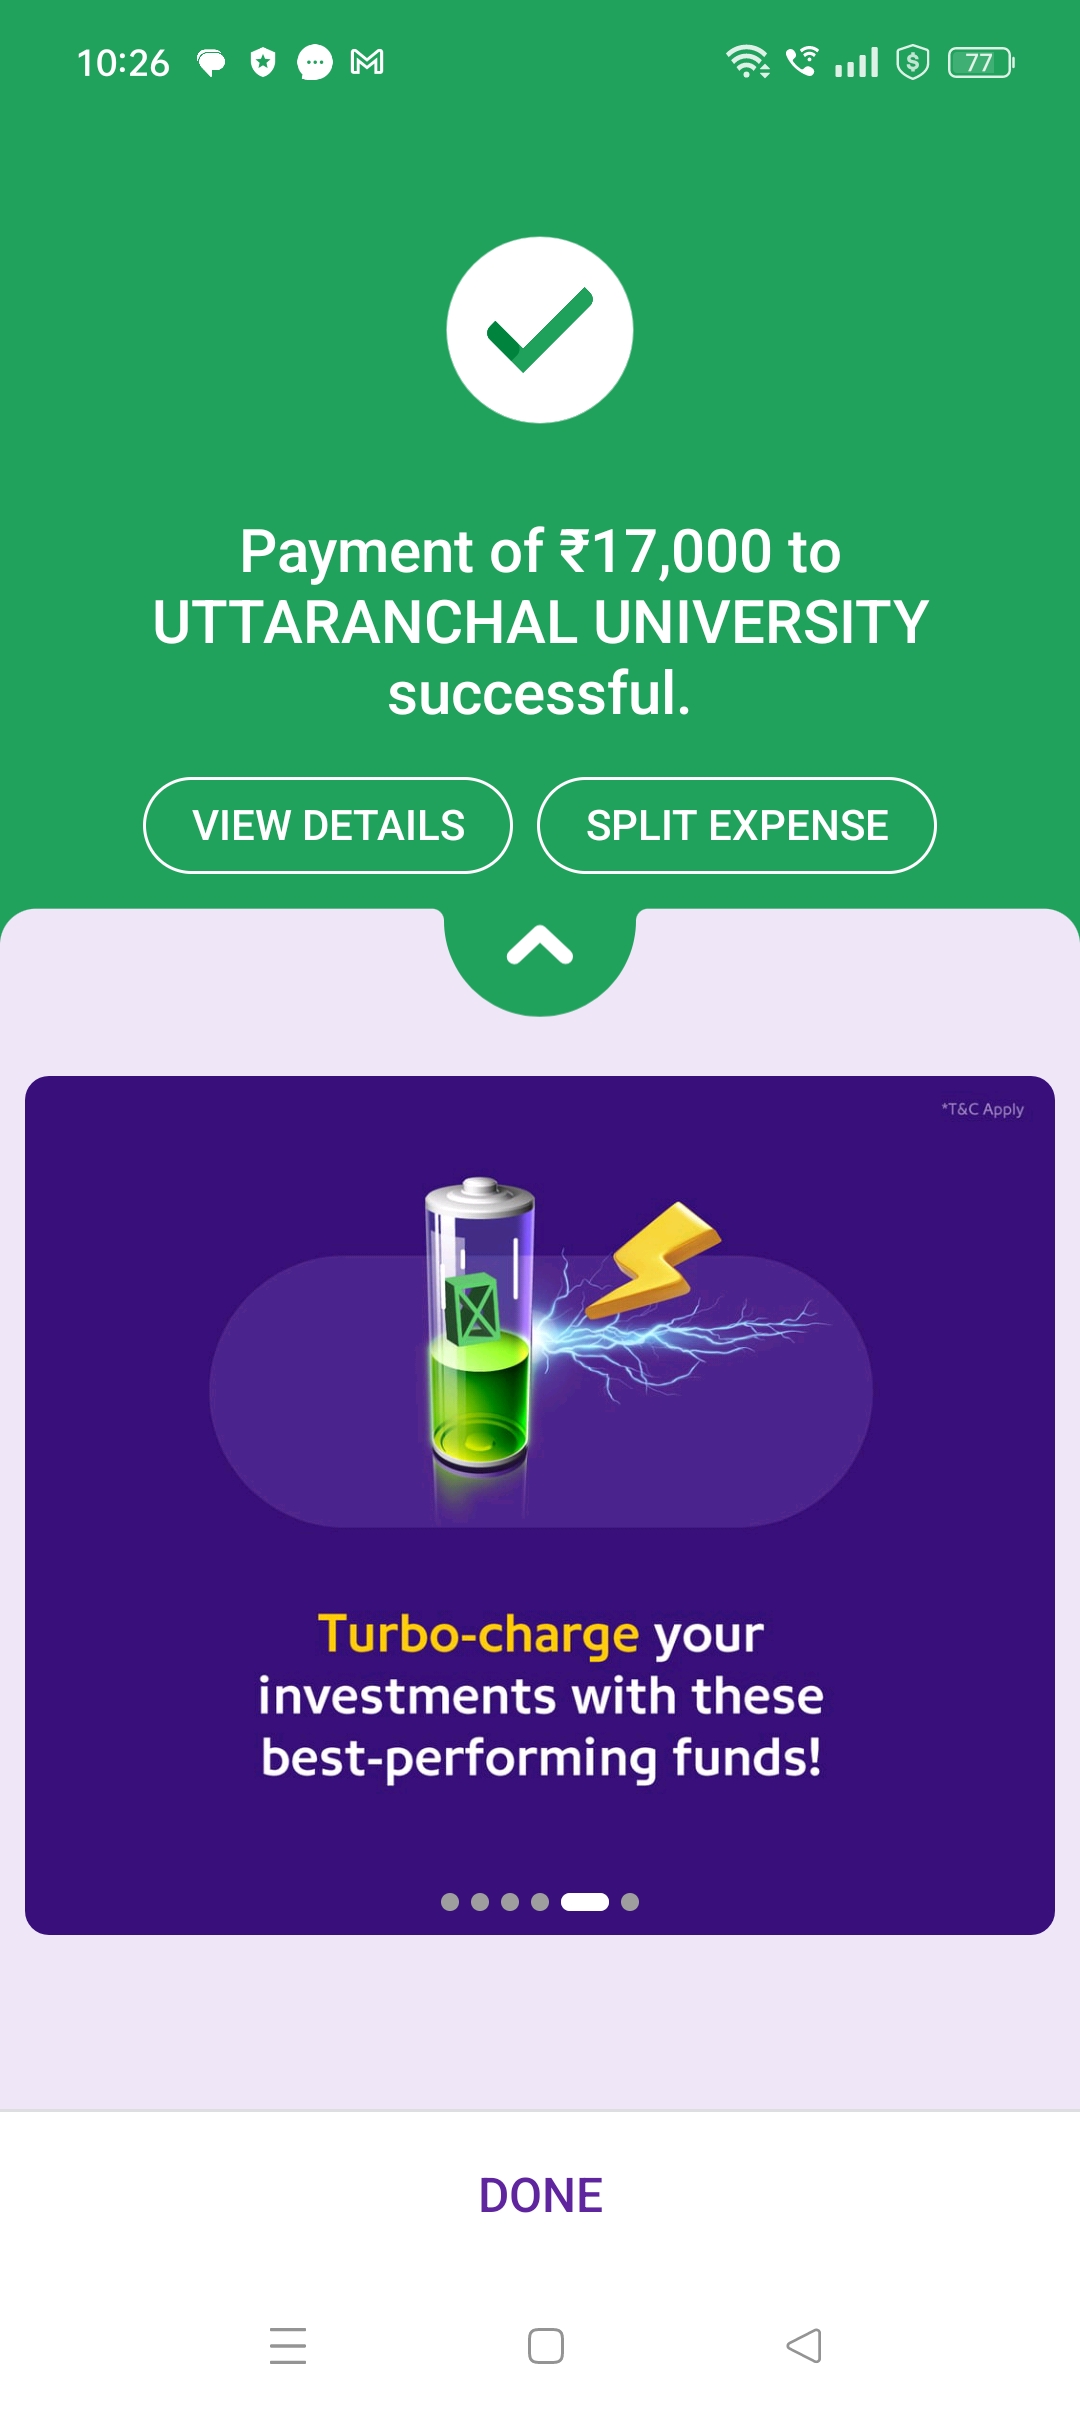 10:26
77
Payment of ₹17,000 to
UTTARANCHAL UNIVERSITY
successful.
VIEW DETAILS
SPLIT EXPENSE
*T&C Apply
Turbo-charge your
investments with these
best-performing funds!
DONE